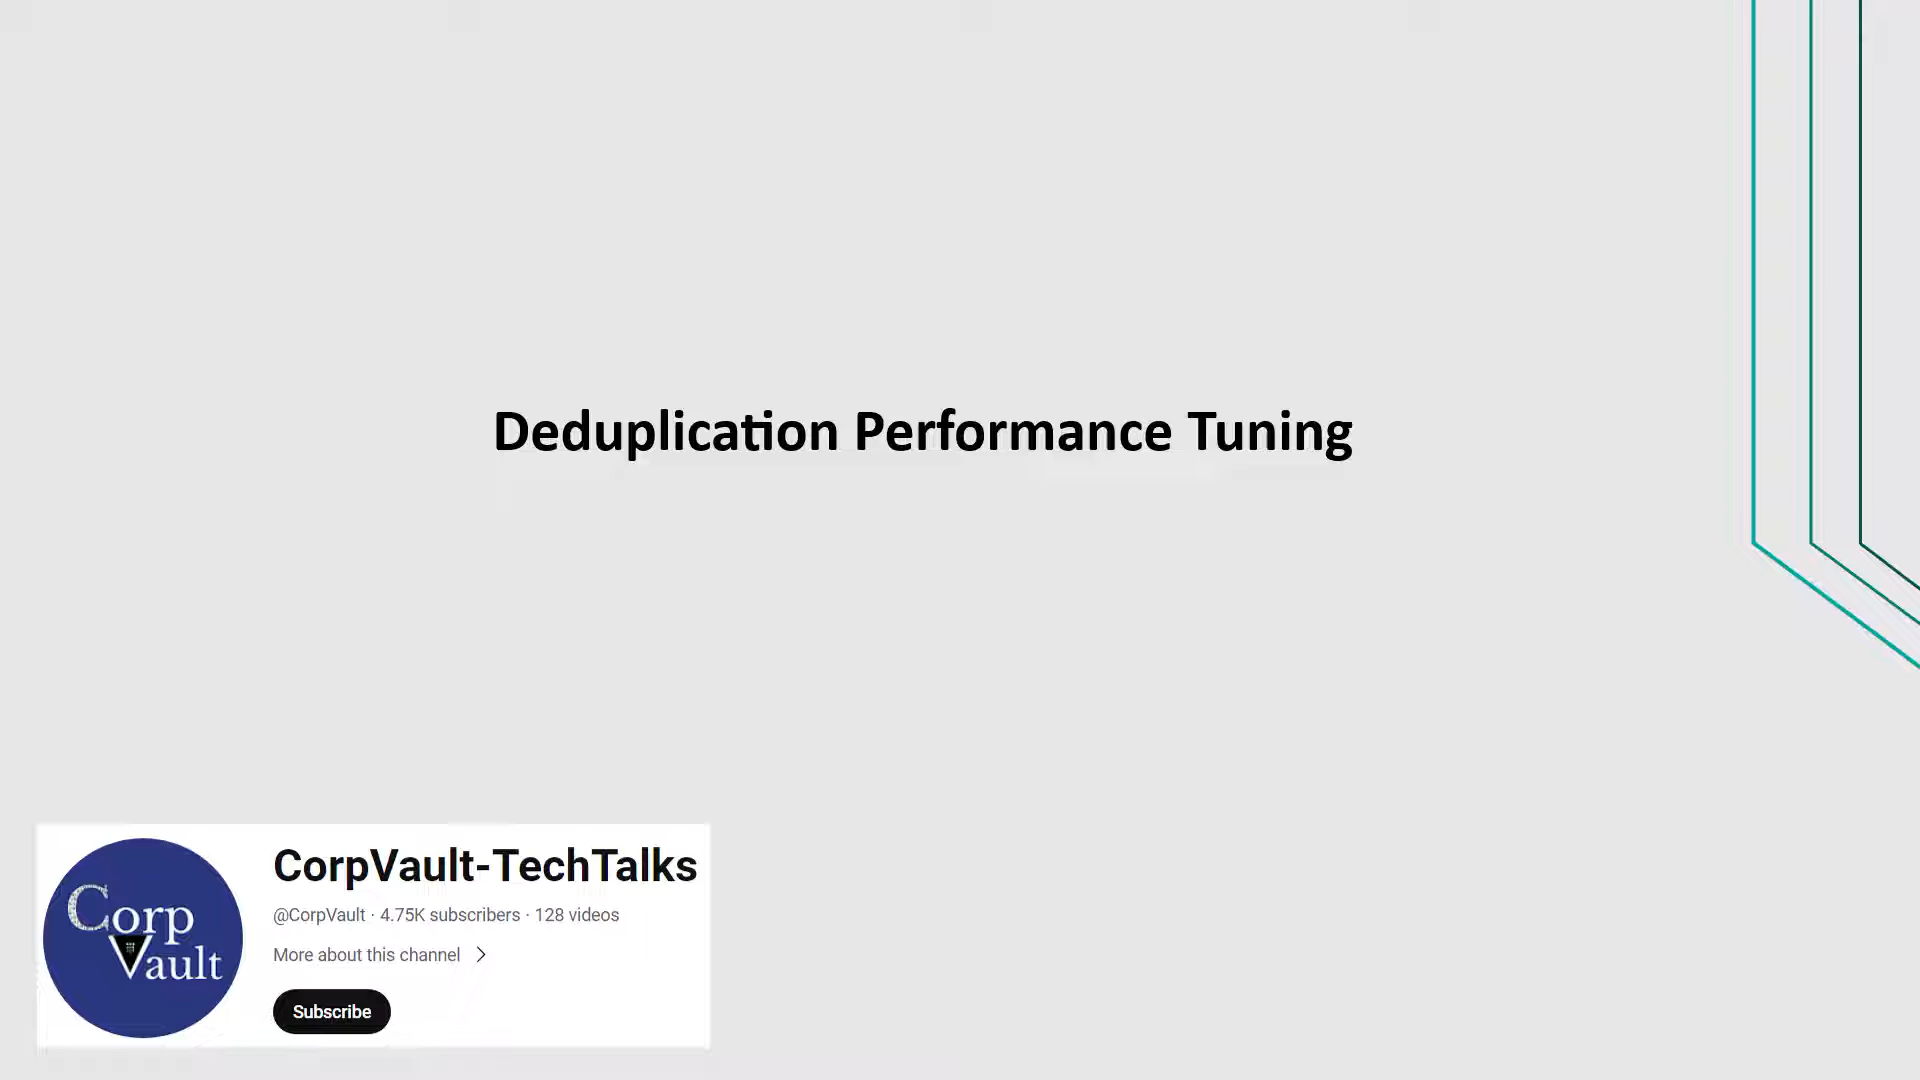 Deduplication Performance Tuning
Corp
Vault
CorpVault-TechTalks
@CorpVault · 4.75K subscribers · 128 videos
More about this channel
Subscribe